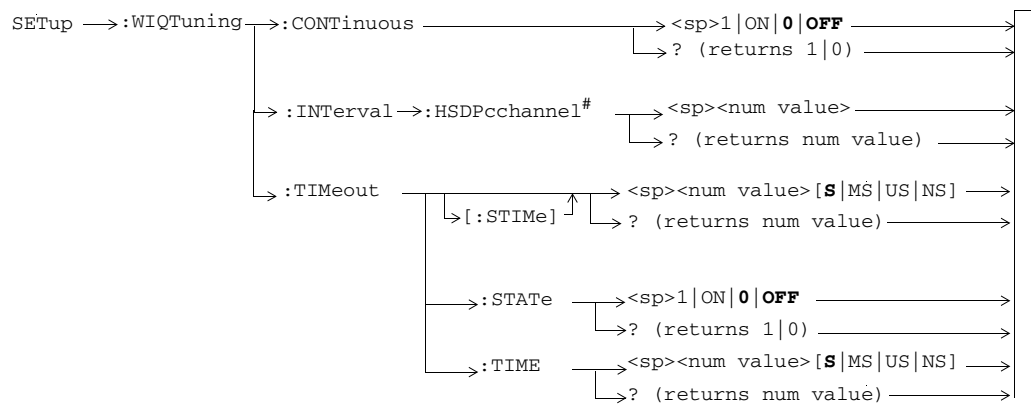 SETup :WIQTuning :CONTinuous <sp>1|ON|0|OFF
? (returns 1|0)
:INTerval :HSDPcchannel# <sp><num value>
? (returns num value)
:TIMeout <sp><num value>[S|MS|US|NS]
[:STIMe] ? (returns num value)
:STATe <sp>1|ON|0|OFF
? (returns 1|0)
:TIME <sp><num value>[S|MS|US|NS]
? (returns num value)